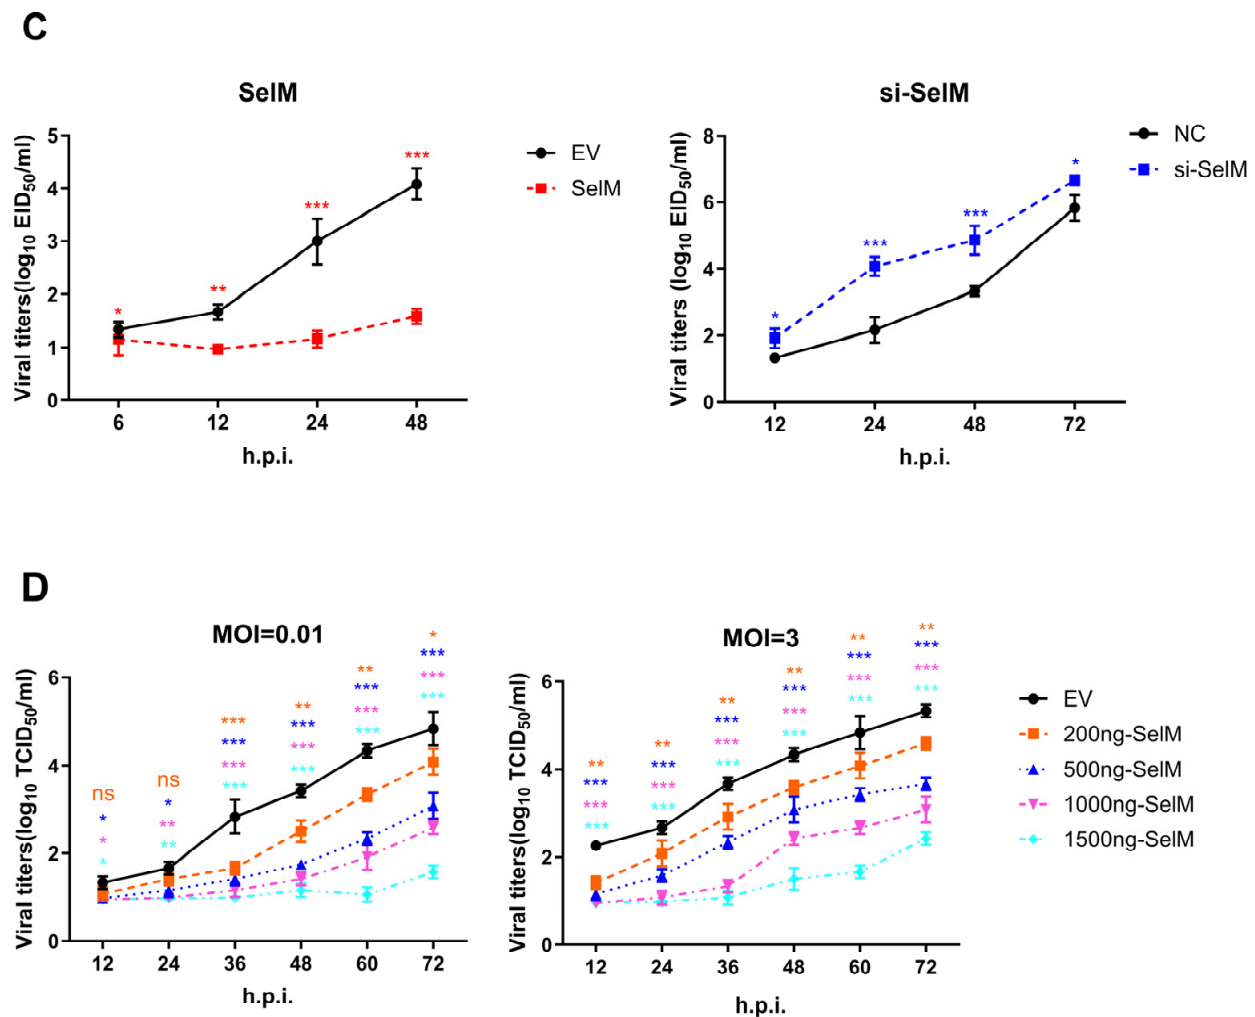 C
SelM
Viral titers(log10 EID50/ml)
5
4
3
2
1
0
*
**
***
***
6 12 24 48
h.p.i.
EV
SelM
si-SelM
Viral titers (log10 EID50/ml)
8
6
4
2
0
*
***
***
*
12 24 48 72
h.p.i.
NC
si-SelM
D
MOI=0.01
Viral titers(log10 TCID50/ml)
6
4
2
0
ns
*
*
*
ns
*
**
**
***
***
***
***
**
***
***
***
**
***
***
***
*
***
***
***
12 24 36 48 60 72
h.p.i.
MOI=3
Viral titers(log10 TCID50/ml)
6
4
2
0
**
***
***
***
**
***
***
***
**
***
***
***
**
***
***
***
**
***
***
***
**
***
***
***
12 24 36 48 60 72
h.p.i.
EV
200ng-SelM
500ng-SelM
1000ng-SelM
1500ng-SelM